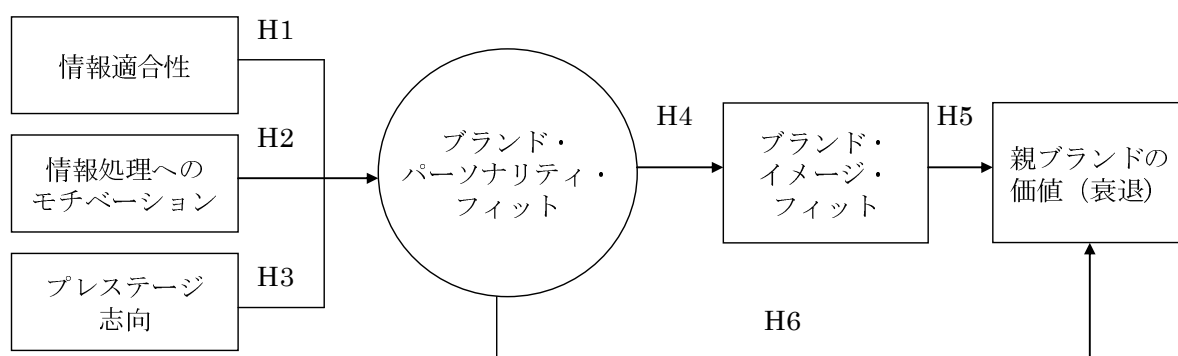 H1
情報適合性
H2
情報処理への
モチベーション
H3
プレステージ
志向
ブランド・
パーソナリティ・
フィット
H4
ブランド・
イメージ・
フィット
H5
親ブランドの
価値（衰退）
H6